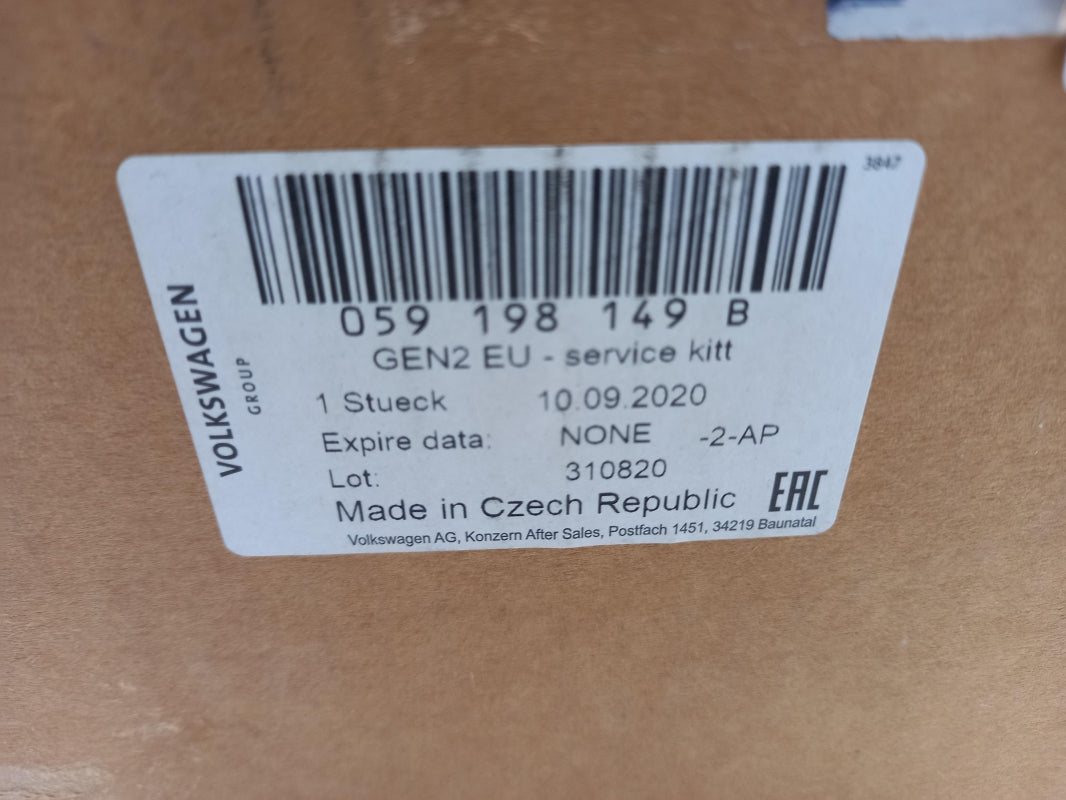 3847
059 198 149 B
GEN2 EU - service kitt
1 Stueck 10.09.2020
Expire data: NONE -2-AP
Lot: 310820
Made in Czech Republic
EAC
Volkswagen AG, Konzern After Sales, Postfach 1451, 34219 Baunatal
VOLKSWAGEN
GROUP